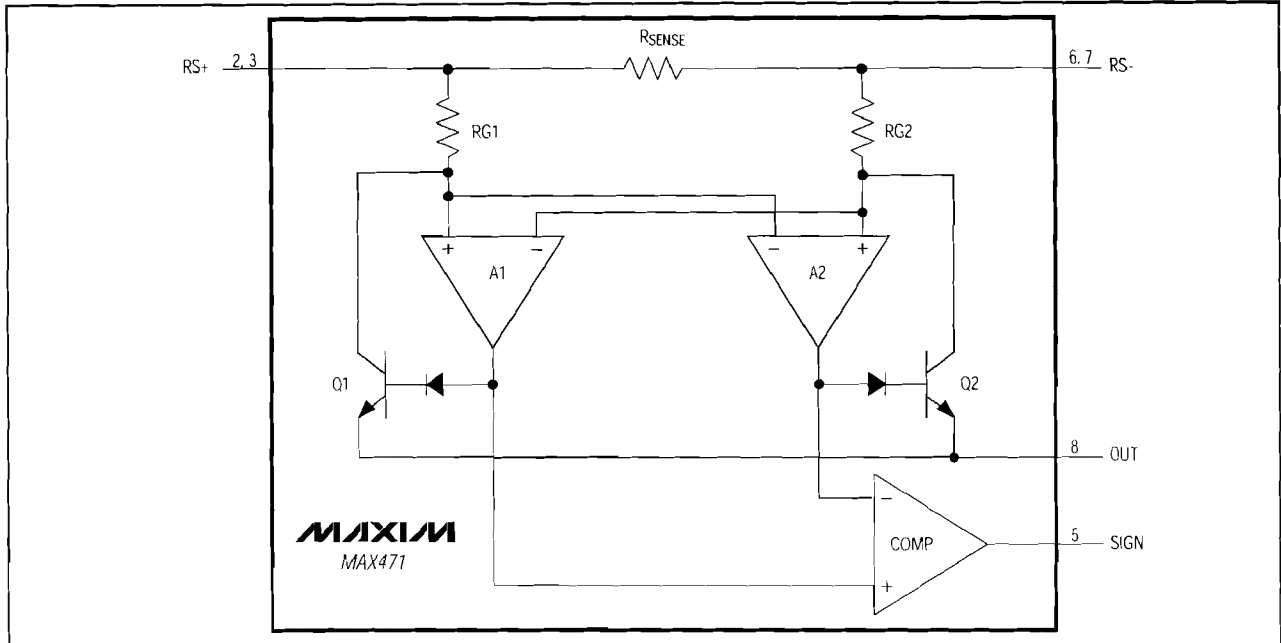 RSENSE
RS+ 2, 3
6, 7 RS-
RG1
RG2
+ −
− +
A1
A2
Q1
Q2
8 OUT
−
COMP
+
5 SIGN
MAXIM
MAX471